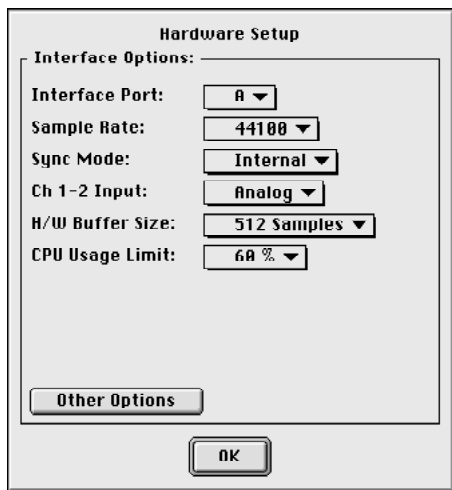 Hardware Setup
Interface Options:
Interface Port: A
Sample Rate: 44100
Sync Mode: Internal
Ch 1-2 Input: Analog
H/W Buffer Size: 512 Samples
CPU Usage Limit: 60 %
Other Options
OK